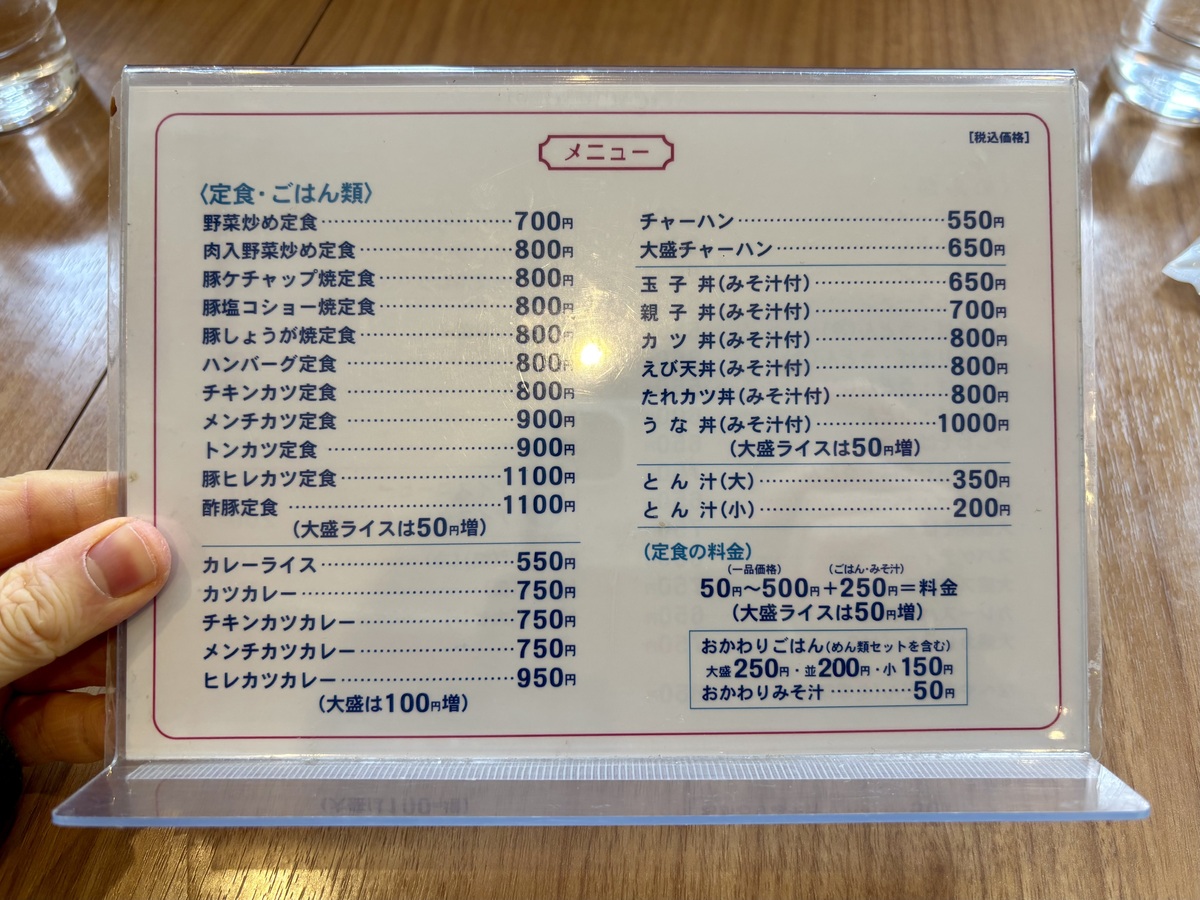 メニュー
[税込価格]
〈定食・ごはん類〉
野菜炒め定食 700円
肉入野菜炒め定食 800円
豚ケチャップ焼定食 800円
豚塩コショー焼定食 800円
豚しょうが焼定食 800円
ハンバーグ定食 800円
チキンカツ定食 800円
メンチカツ定食 900円
トンカツ定食 900円
豚ヒレカツ定食 1100円
酢豚定食 1100円
(大盛ライスは50円増)
カレーライス 550円
カツカレー 750円
チキンカツカレー 750円
メンチカツカレー 750円
ヒレカツカレー 950円
(大盛は100円増)
チャーハン 550円
大盛チャーハン 650円
玉子丼(みそ汁付) 650円
親子丼(みそ汁付) 700円
カツ丼(みそ汁付) 800円
えび天丼(みそ汁付) 800円
たれカツ丼(みそ汁付) 800円
うな丼(みそ汁付) 1000円
(大盛ライスは50円増)
とん汁(大) 350円
とん汁(小) 200円
(定食の料金)
(一品価格) (ごはん・みそ汁)
50円〜500円+250円=料金
(大盛ライスは50円増)
おかわりごはん(めん類セットを含む)
大盛250円・並200円・小150円
おかわりみそ汁 50円